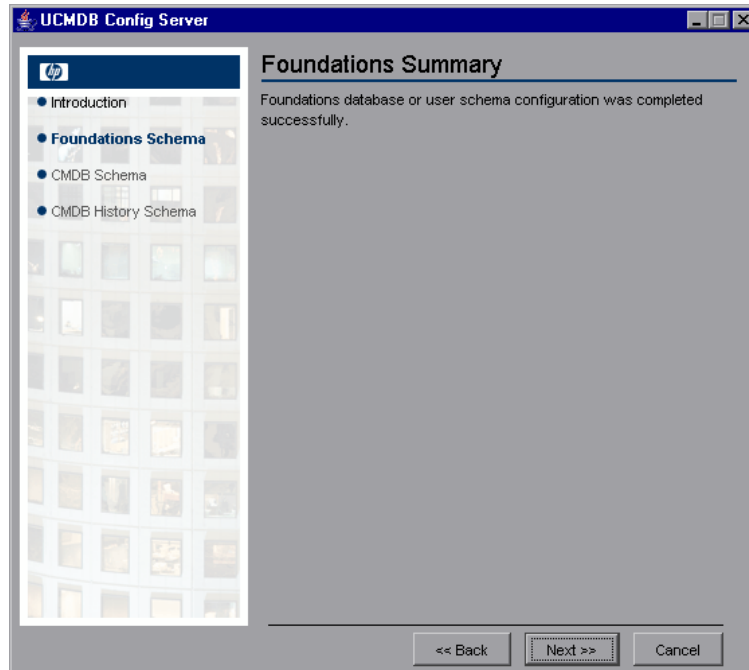 UCMDB Config Server
hp
Introduction
Foundations Schema
CMDB Schema
CMDB History Schema
Foundations Summary
Foundations database or user schema configuration was completed
successfully.
<< Back
Next >>
Cancel